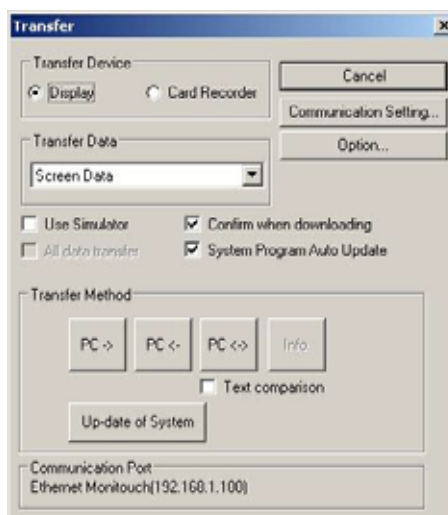 Transfer
Transfer Device
Display
Card Recorder
Cancel
Communication Setting...
Option...
Transfer Data
Screen Data
Use Simulator
Confirm when downloading
All data transfer
System Program Auto Update
Transfer Method
PC ->
PC <-
PC <->
Info.
Text comparison
Up-date of System
Communication Port
Ethernet Monitouch(192.168.1.100)